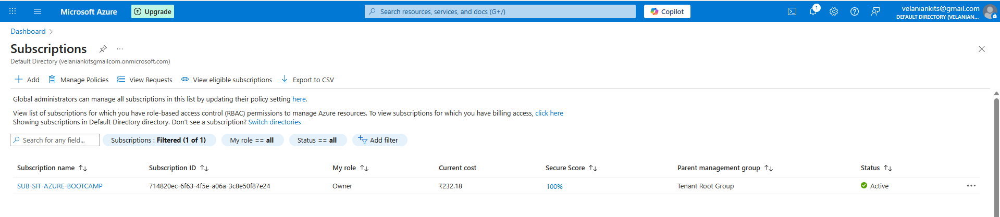 Microsoft Azure Upgrade Search resources, services, and docs (G+/) Copilot 1 velaniankits@gmail.com
DEFAULT DIRECTORY (VELANIAN...
Dashboard
Subscriptions ...
Default Directory (velaniankitsgmailcom.onmicrosoft.com)
Add Manage Policies View Requests View eligible subscriptions Export to CSV
Global administrators can manage all subscriptions in this list by updating their policy setting here.
View list of subscriptions for which you have role-based access control (RBAC) permissions to manage Azure resources. To view subscriptions for which you have billing access, click here
Showing subscriptions in Default Directory directory. Don't see a subscription? Switch directories
Search for any field... Subscriptions : Filtered (1 of 1) My role == all Status == all Add filter
Subscription name Subscription ID My role Current cost Secure Score Parent management group Status
SUB-SIT-AZURE-BOOTCAMP 714820ec-6f63-4f5e-a06a-3c8e50f87e24 Owner ₹232.18 100% Tenant Root Group Active ...